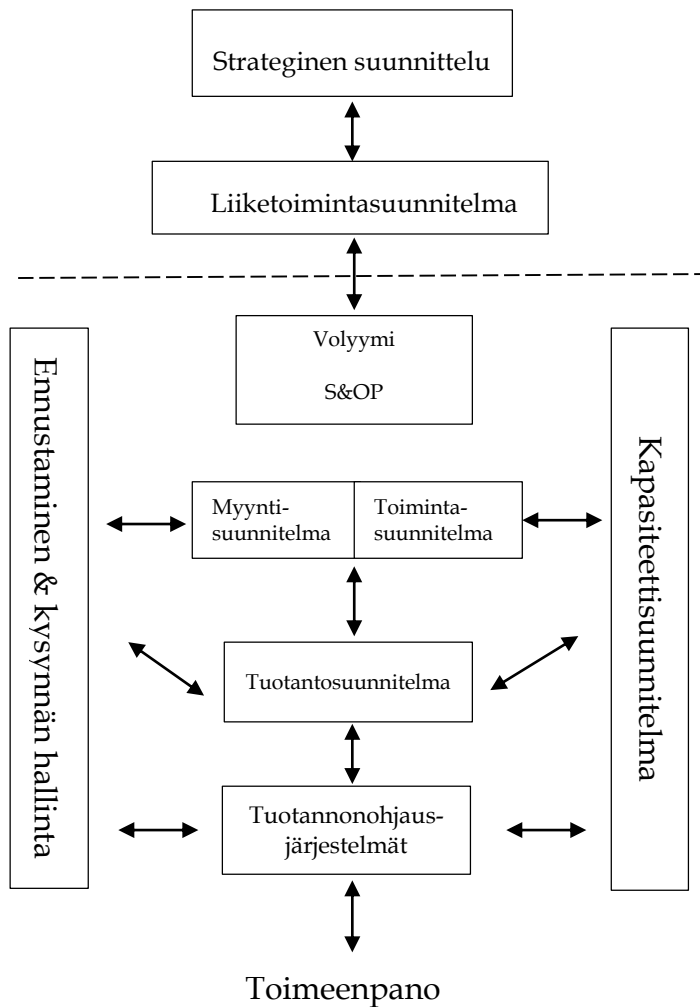 Strateginen suunnittelu
Liiketoimintasuunnitelma
Volyymi
S&OP
Ennustaminen & kysynnän hallinta
Myynti-
suunnitelma
Toiminta-
suunnitelma
Kapasiteettisuunnitelma
Tuotantosuunnitelma
Tuotannonohjaus-
järjestelmät
Toimeenpano